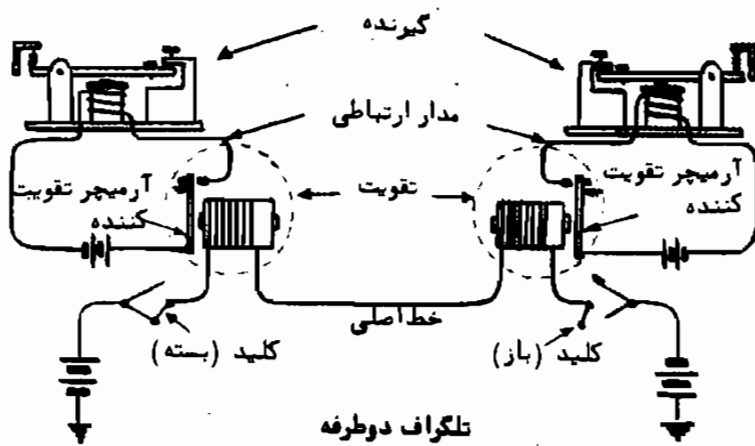 گیرنده
مدار ارتباطی
آرمیچر تقویت
کننده
تقویت
آرمیچر تقویت
کننده
خط اصلی
کلید (باز)
کلید (بسته)
تلگراف دوطرفه